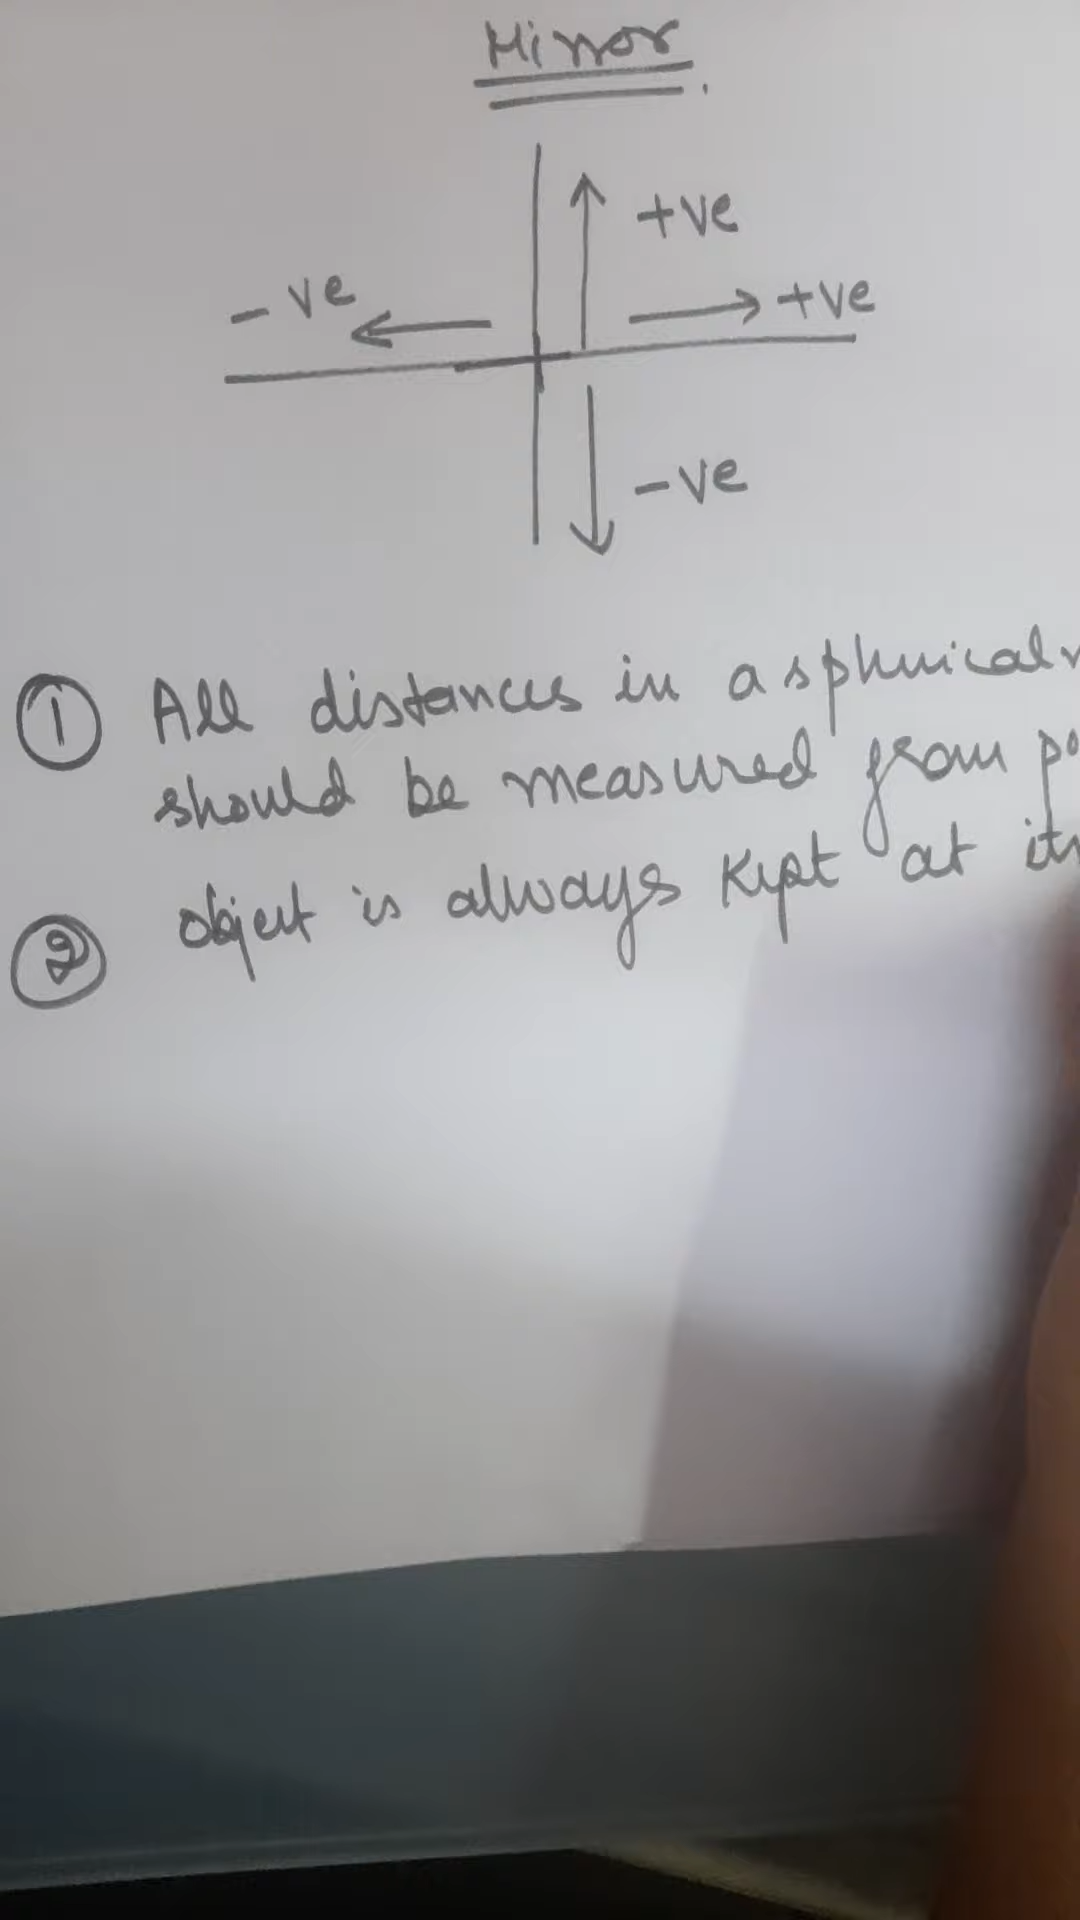 Mirror
+ve
- ve
+ve
-ve
① All distances in a spherical
should be measured from
② object is always kept at